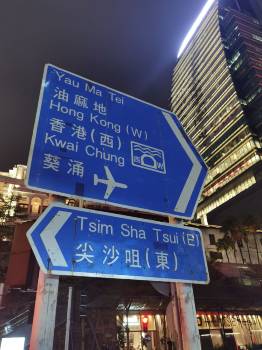 Yau Ma Tei
油麻地
Hong Kong (W)
香港(西)
Kwai Chung
葵涌
Tsim Sha Tsui (E)
尖沙咀(東)